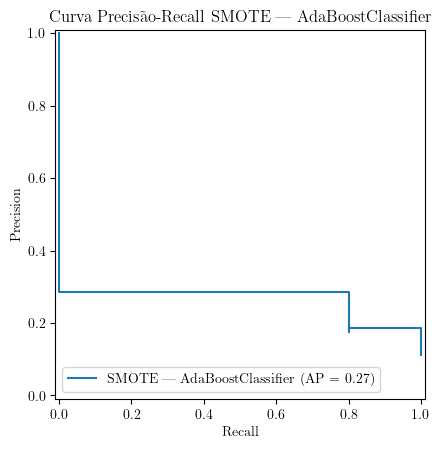 Curva Precisão-Recall SMOTE — AdaBoostClassifier
1.0
0.8
0.6
0.4
0.2
0.0
Precision
SMOTE — AdaBoostClassifier (AP = 0.27)
0.0 0.2 0.4 0.6 0.8 1.0
Recall